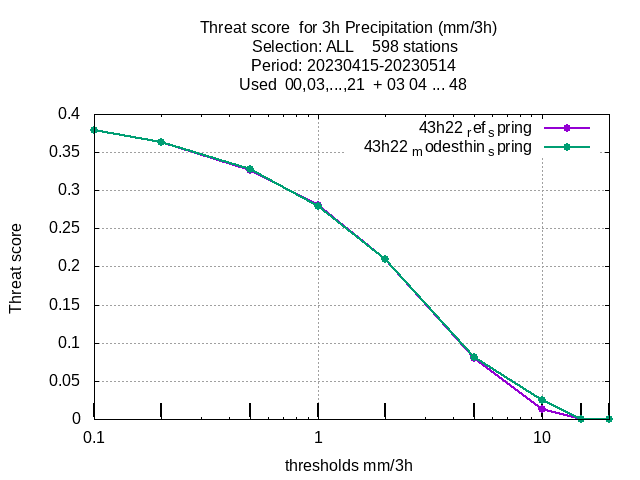 Threat score  for 3h Precipitation (mm/3h)
Selection: ALL    598 stations
Period: 20230415-20230514
Used  00,03,...,21  + 03 04 ... 48
43h22 ref spring
43h22 modesthin spring
0.4
0.35
0.3
0.25
0.2
0.15
0.1
0.05
0
Threat score
0.1 1 10
thresholds mm/3h